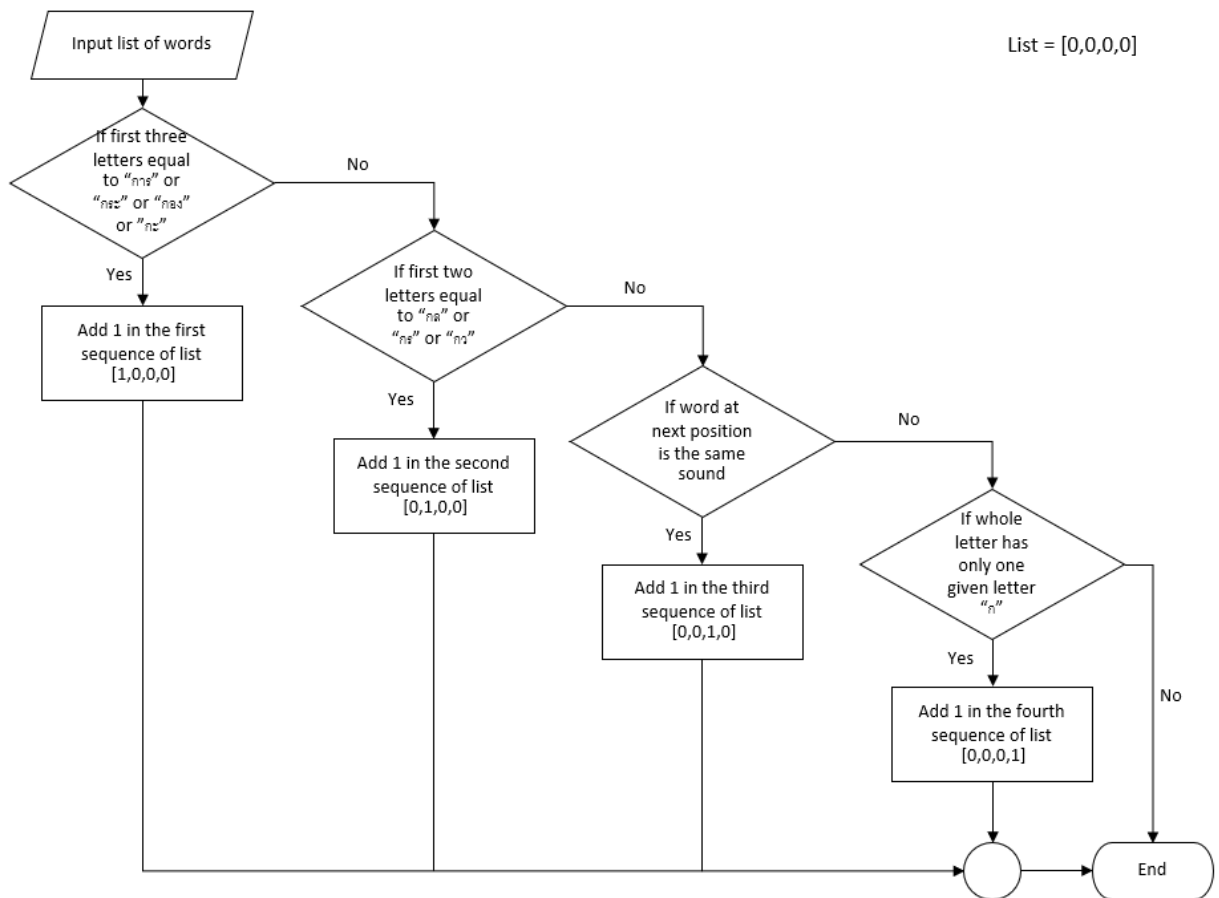 Input list of words
List = [0,0,0,0]
If first three
letters equal
to “การ” or
“กระ” or “กอง”
or “กะ”
No
Yes
Add 1 in the first
sequence of list
[1,0,0,0]
If first two
letters equal
to “กล” or
“กร” or “กว”
No
Yes
Add 1 in the second
sequence of list
[0,1,0,0]
If word at
next position
is the same
sound
No
Yes
Add 1 in the third
sequence of list
[0,0,1,0]
If whole
letter has
only one
given letter
“ก”
Yes
No
Add 1 in the fourth
sequence of list
[0,0,0,1]
End